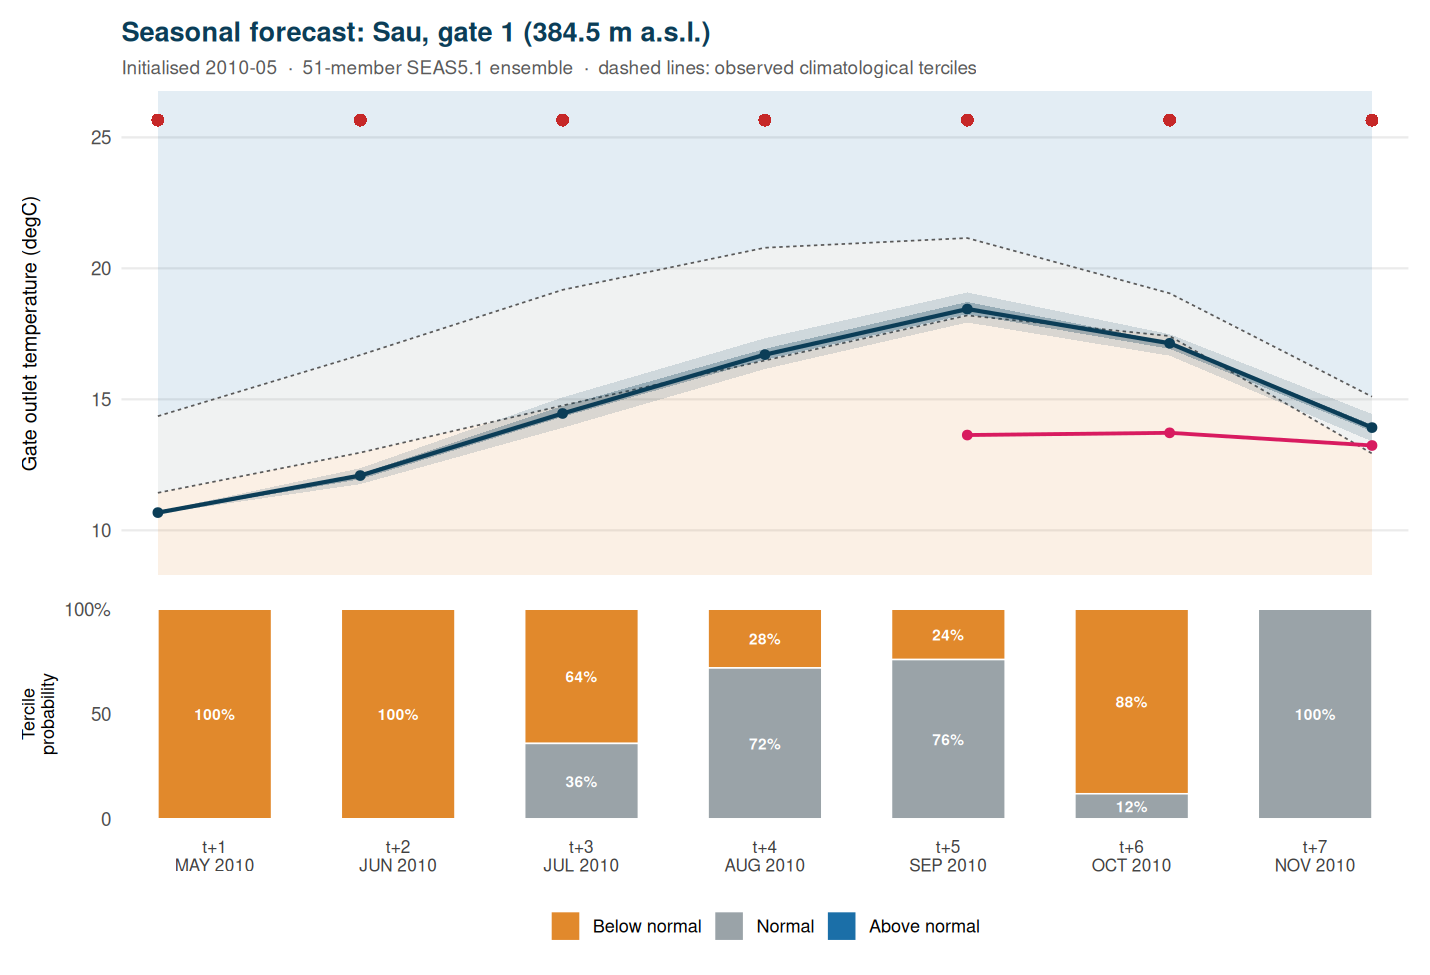 Seasonal forecast: Sau, gate 1 (384.5 m a.s.l.)
Initialised 2010-05 · 51-member SEAS5.1 ensemble · dashed lines: observed climatological terciles
Gate outlet temperature (degC)
25
20
15
10
Tercile
probability
100%
50
0
100%
100%
64%
36%
28%
72%
24%
76%
88%
12%
100%
t+1
MAY 2010
t+2
JUN 2010
t+3
JUL 2010
t+4
AUG 2010
t+5
SEP 2010
t+6
OCT 2010
t+7
NOV 2010
Below normal
Normal
Above normal